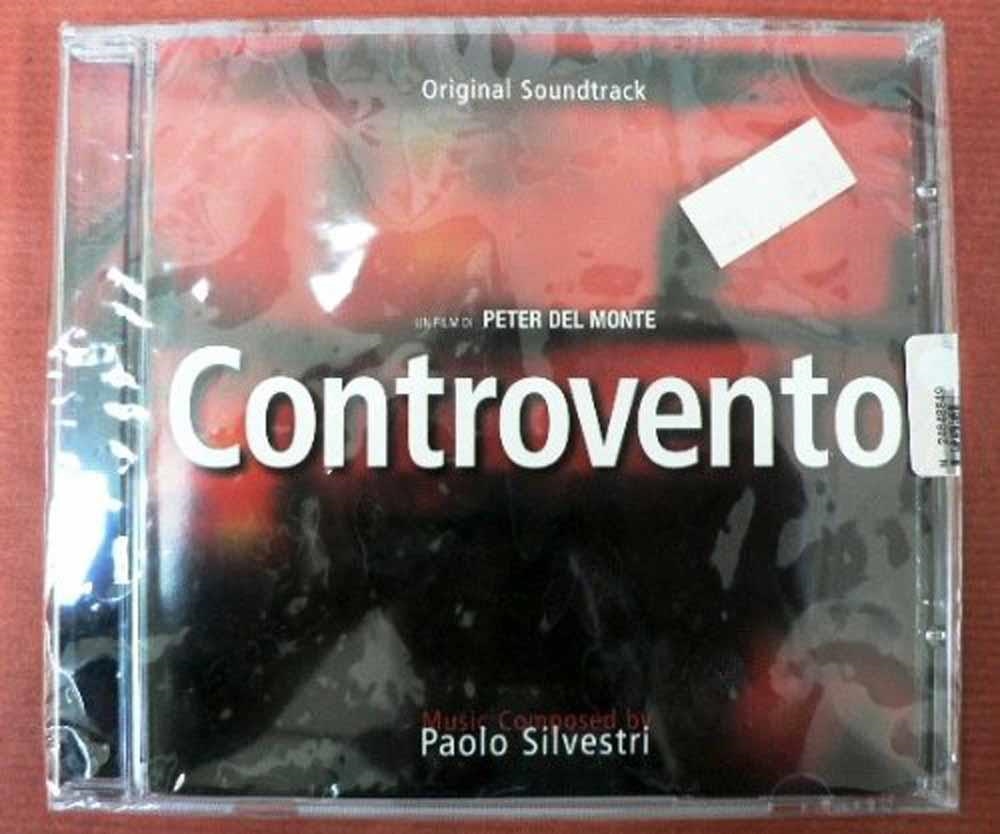 Original Soundtrack
UN FILM DI PETER DEL MONTE
Controvento
Music Composed by
Paolo Silvestri